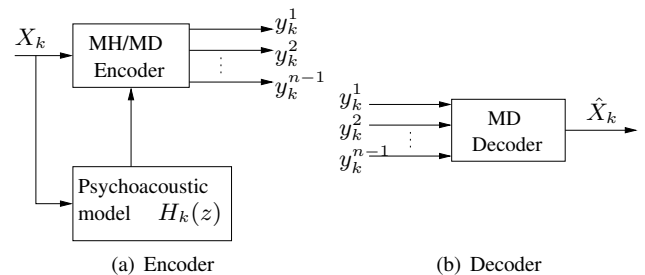 X_k
MH/MD
Encoder
y_k^1
y_k^2
⋮
y_k^{n-1}
Psychoacoustic
model H_k(z)
(a) Encoder
y_k^1
y_k^2
⋮
y_k^{n-1}
MD
Decoder
\hat{X}_k
(b) Decoder